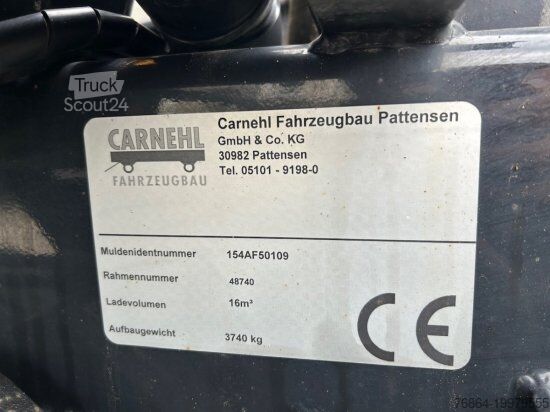 Truck
Scout24
CARNEHL
FAHRZEUGBAU
Carnehl Fahrzeugbau Pattensen
GmbH & Co. KG
30982 Pattensen
Tel. 05101 - 9198-0
Muldenidentnummer 154AF50109
Rahmennummer 48740
Ladevolumen 16m³
Aufbaugewicht 3740 kg
CE